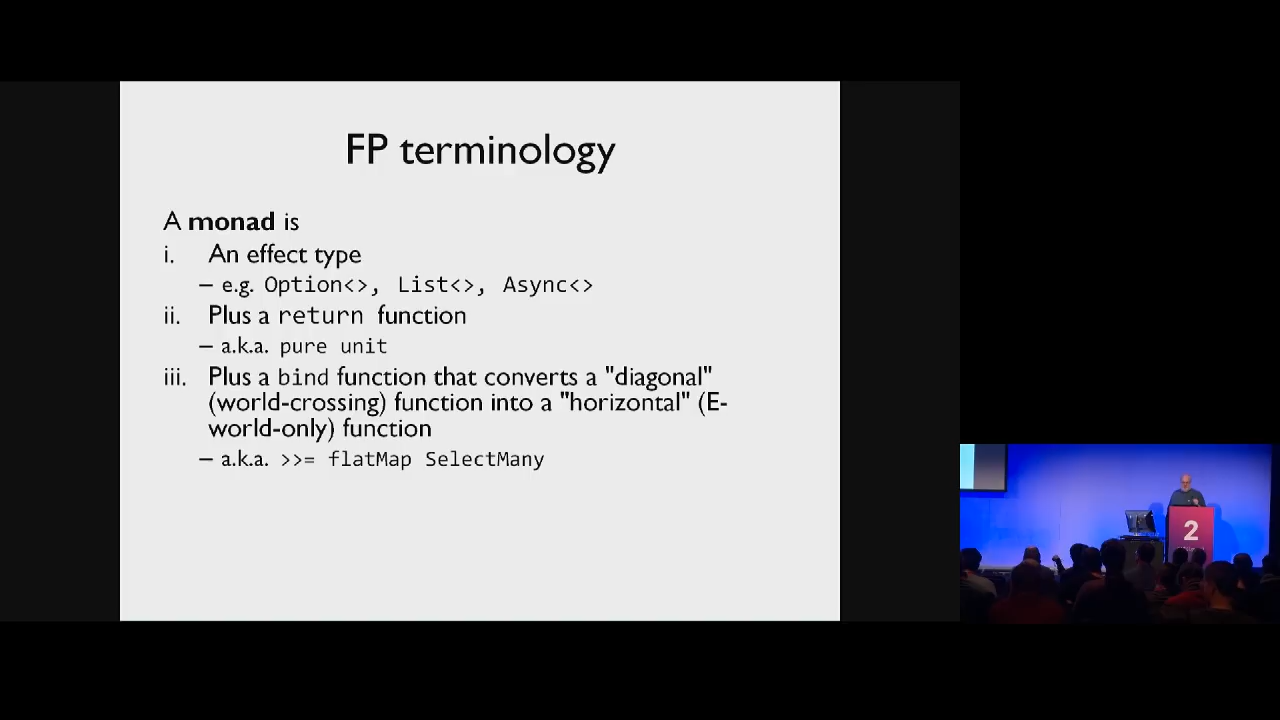 FP terminology
A monad is
i. An effect type
– e.g. Option<>, List<>, Async<>
ii. Plus a return function
– a.k.a. pure unit
iii. Plus a bind function that converts a "diagonal"
(world-crossing) function into a "horizontal" (E-
world-only) function
– a.k.a. >>= flatMap SelectMany
2